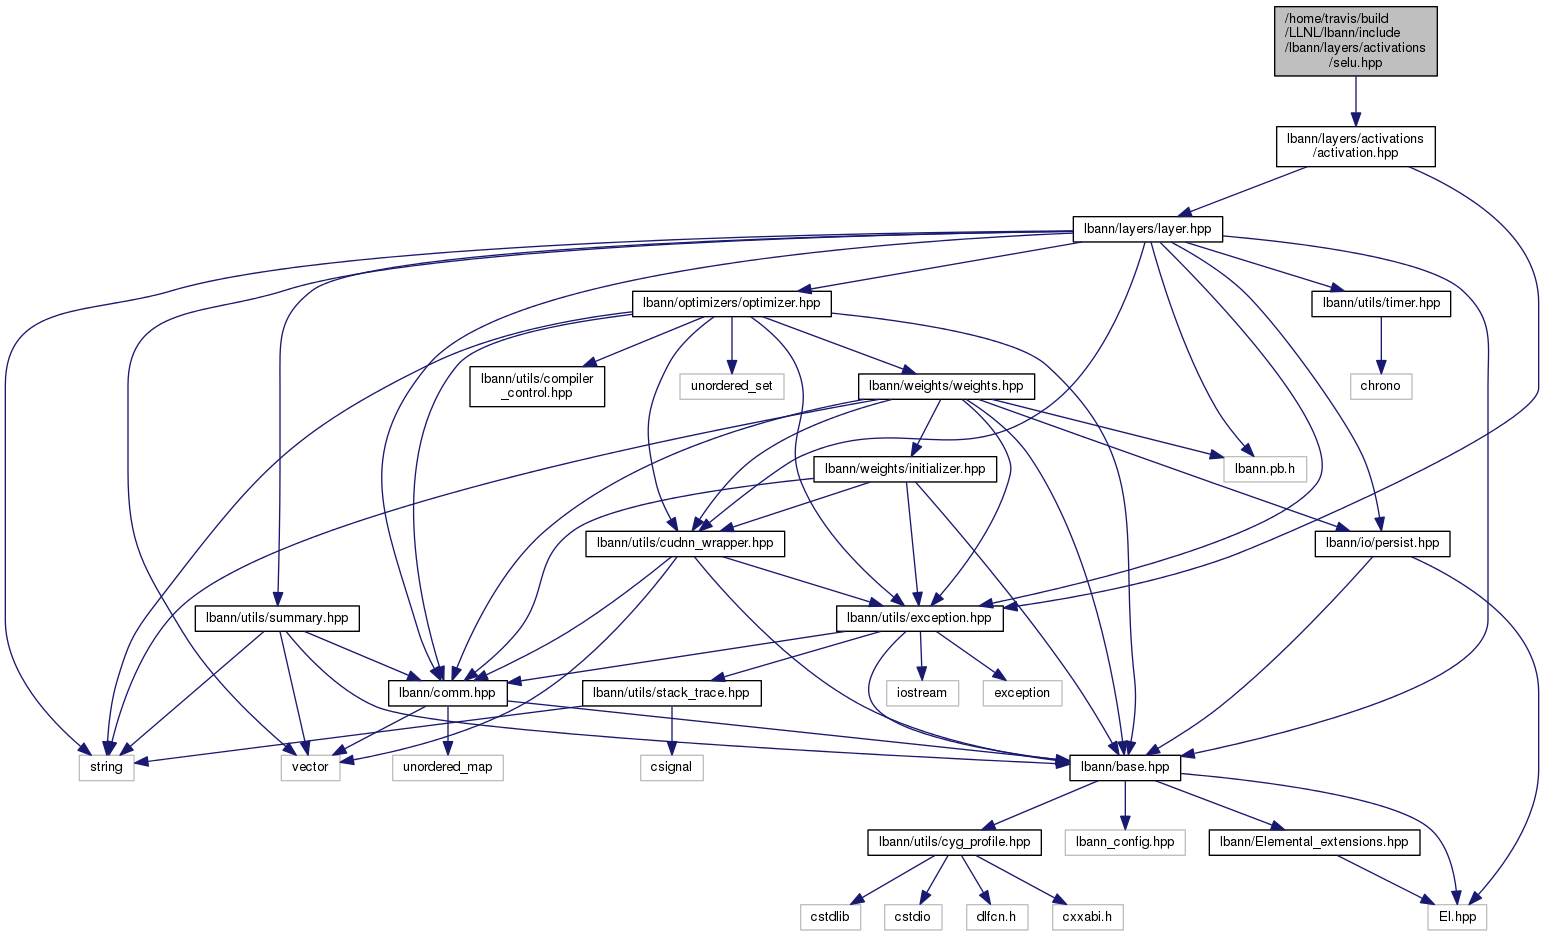 /home/travis/build
/LLNL/lbann/include
/lbann/layers/activations
/selu.hpp
lbann/layers/activations
/activation.hpp
lbann/layers/layer.hpp
lbann/optimizers/optimizer.hpp
lbann/utils/timer.hpp
lbann/utils/compiler
_control.hpp
unordered_set
lbann/weights/weights.hpp
chrono
lbann/weights/initializer.hpp
lbann.pb.h
lbann/utils/cudnn_wrapper.hpp
lbann/io/persist.hpp
lbann/utils/summary.hpp
lbann/utils/exception.hpp
lbann/comm.hpp
lbann/utils/stack_trace.hpp
iostream
exception
string
vector
unordered_map
csignal
lbann/base.hpp
lbann/utils/cyg_profile.hpp
lbann_config.hpp
lbann/Elemental_extensions.hpp
cstdlib
cstdio
dlfcn.h
cxxabi.h
El.hpp